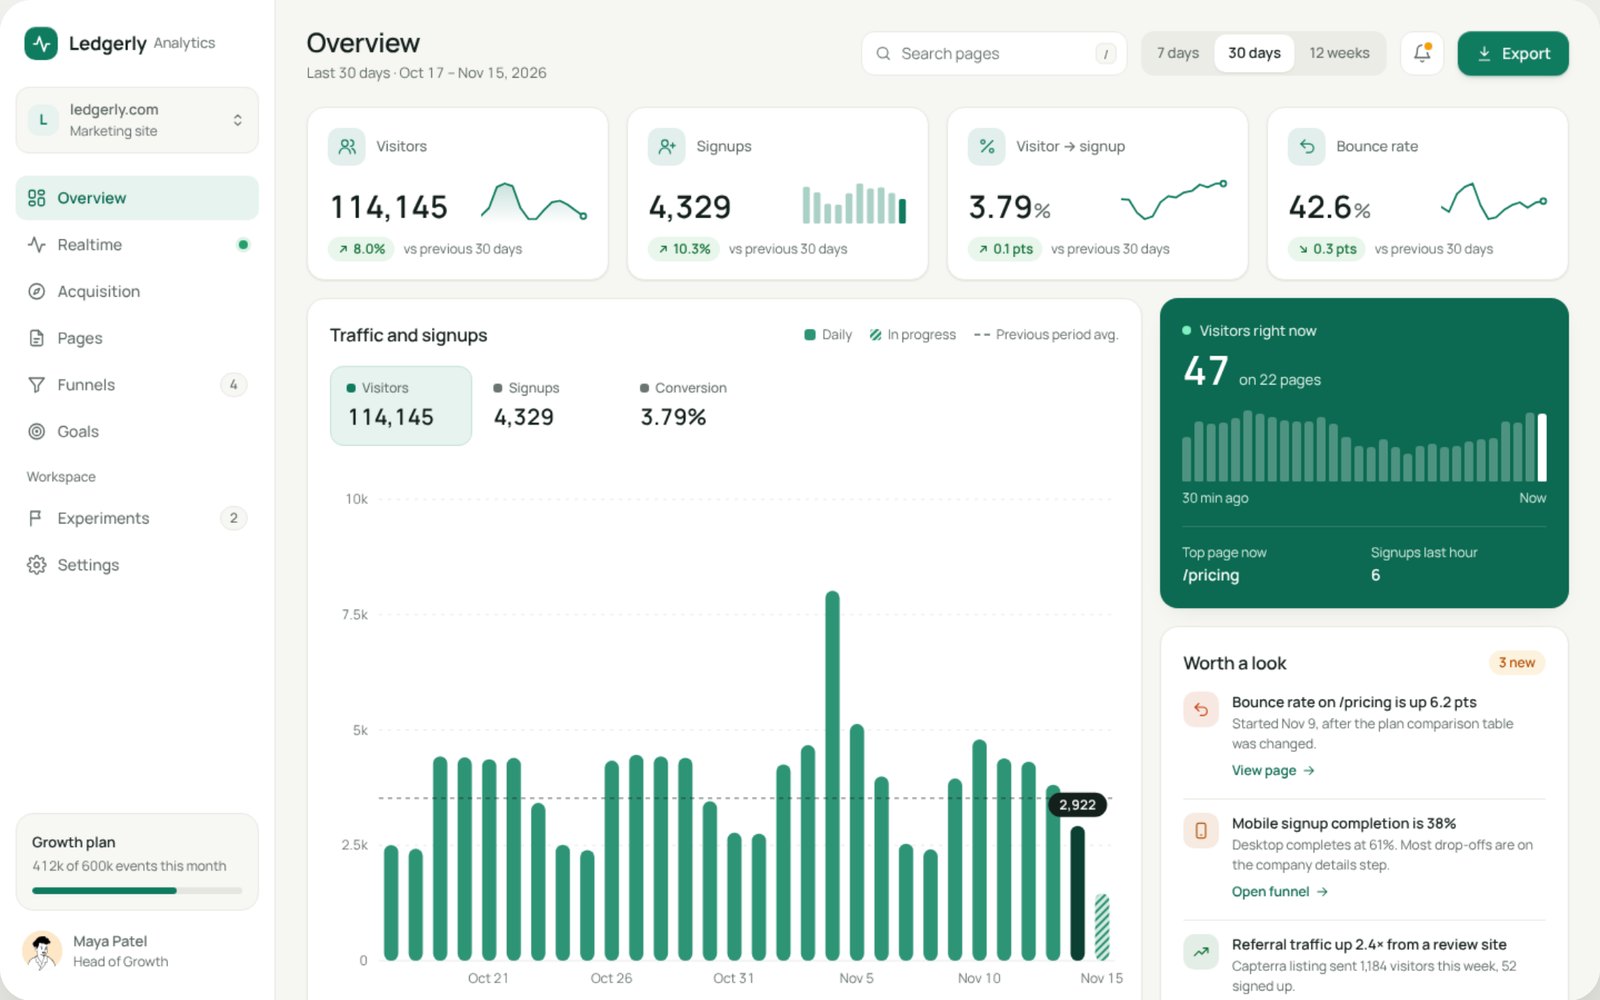 Ledgerly Analytics
L
ledgerly.com
Marketing site
Overview
Realtime
Acquisition
Pages
Funnels 4
Goals
Workspace
Experiments 2
Settings
Growth plan
412k of 600k events this month
Maya Patel
Head of Growth
Overview
Last 30 days · Oct 17 – Nov 15, 2026
Search pages /
7 days 30 days 12 weeks
Export
Visitors
114,145
8.0% vs previous 30 days
Signups
4,329
10.3% vs previous 30 days
Visitor → signup
3.79%
0.1 pts vs previous 30 days
Bounce rate
42.6%
0.3 pts vs previous 30 days
Traffic and signups
Daily In progress Previous period avg.
Visitors
114,145
Signups
4,329
Conversion
3.79%
10k
7.5k
5k
2.5k
0
2,922
Oct 21 Oct 26 Oct 31 Nov 5 Nov 10 Nov 15
Visitors right now
47 on 22 pages
30 min ago Now
Top page now
/pricing
Signups last hour
6
Worth a look 3 new
Bounce rate on /pricing is up 6.2 pts
Started Nov 9, after the plan comparison table
was changed.
View page →
Mobile signup completion is 38%
Desktop completes at 61%. Most drop-offs are on
the company details step.
Open funnel →
Referral traffic up 2.4× from a review site
Capterra listing sent 1,184 visitors this week, 52
signed up.